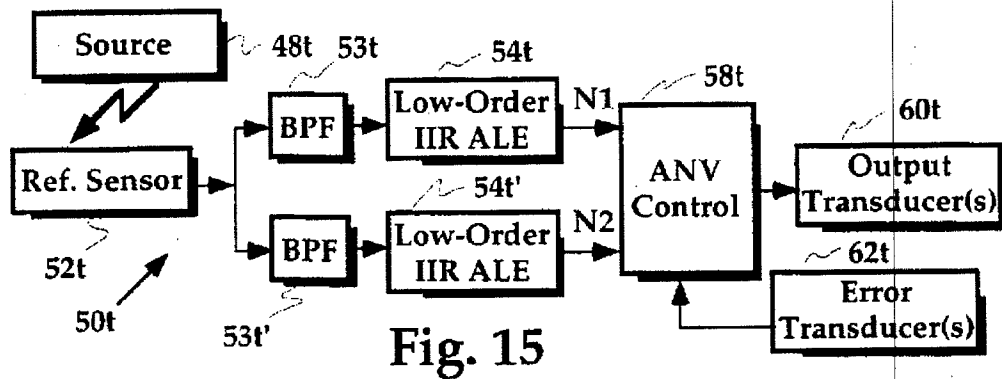 Source
48t
53t
54t
58t
60t
BPF
Low-Order
IIR ALE
N1
Ref. Sensor
ANV
Control
Output
Transducer(s)
52t
54t'
BPF
Low-Order
IIR ALE
N2
62t
Error
Transducer(s)
50t
53t'
Fig. 15